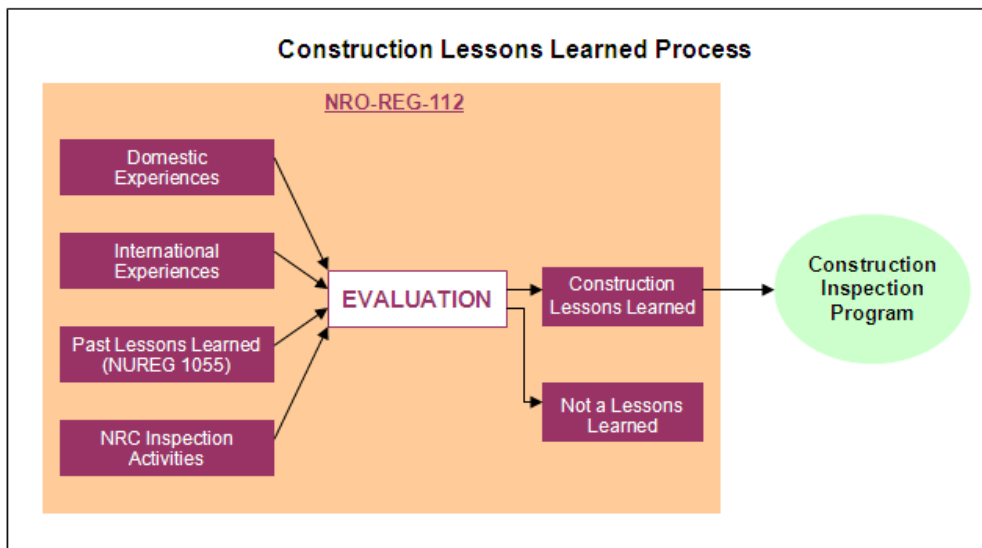 Construction Lessons Learned Process
NRO-REG-112
Domestic
Experiences
International
Experiences
Past Lessons Learned
(NUREG 1055)
NRC Inspection
Activities
EVALUATION
Construction
Lessons Learned
Not a Lessons
Learned
Construction
Inspection
Program